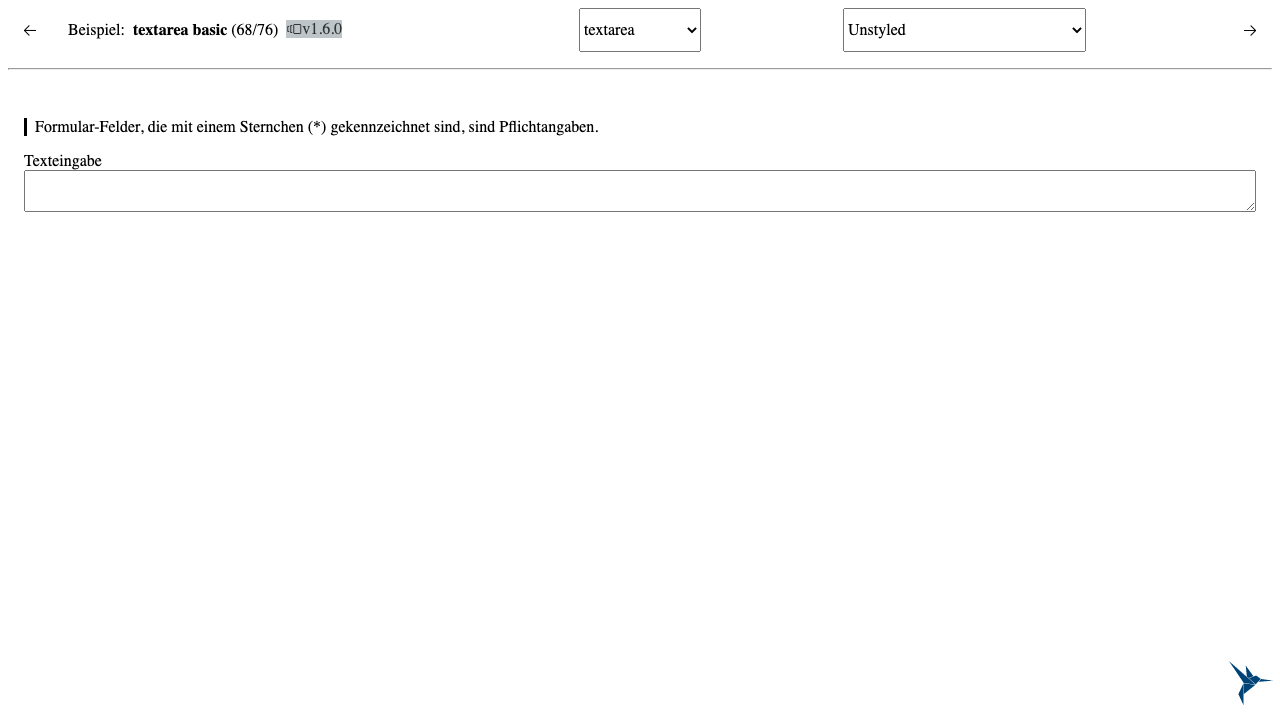 Beispiel: textarea basic (68/76) v1.6.0 textarea Unstyled
Formular-Felder, die mit einem Sternchen (*) gekennzeichnet sind, sind Pflichtangaben.
Texteingabe